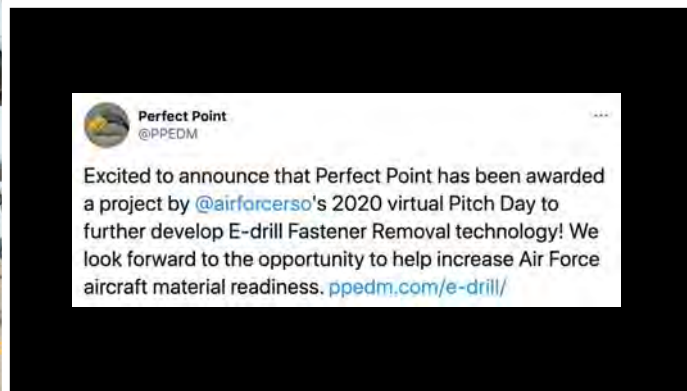 Perfect Point
@PPEDM
Excited to announce that Perfect Point has been awarded
a project by @airforcerso's 2020 virtual Pitch Day to
further develop E-drill Fastener Removal technology! We
look forward to the opportunity to help increase Air Force
aircraft material readiness. ppedm.com/e-drill/